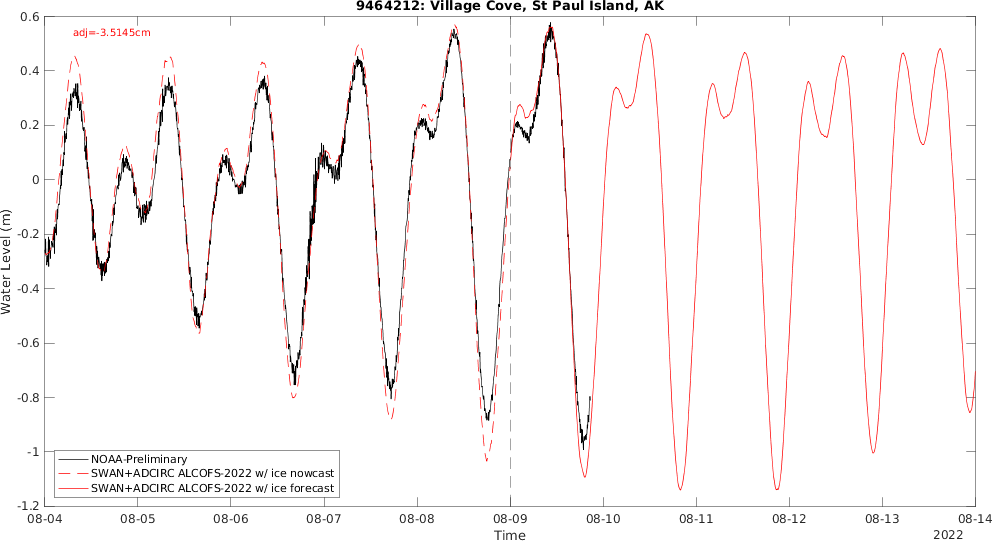 9464212: Village Cove, St Paul Island, AK
adj=-3.5145cm
0.6
0.4
0.2
0
-0.2
-0.4
-0.6
-0.8
-1
-1.2
Water Level (m)
NOAA-Preliminary
SWAN+ADCIRC ALCOFS-2022 w/ ice nowcast
SWAN+ADCIRC ALCOFS-2022 w/ ice forecast
08-04 08-05 08-06 08-07 08-08 08-09 08-10 08-11 08-12 08-13 08-14
Time
2022